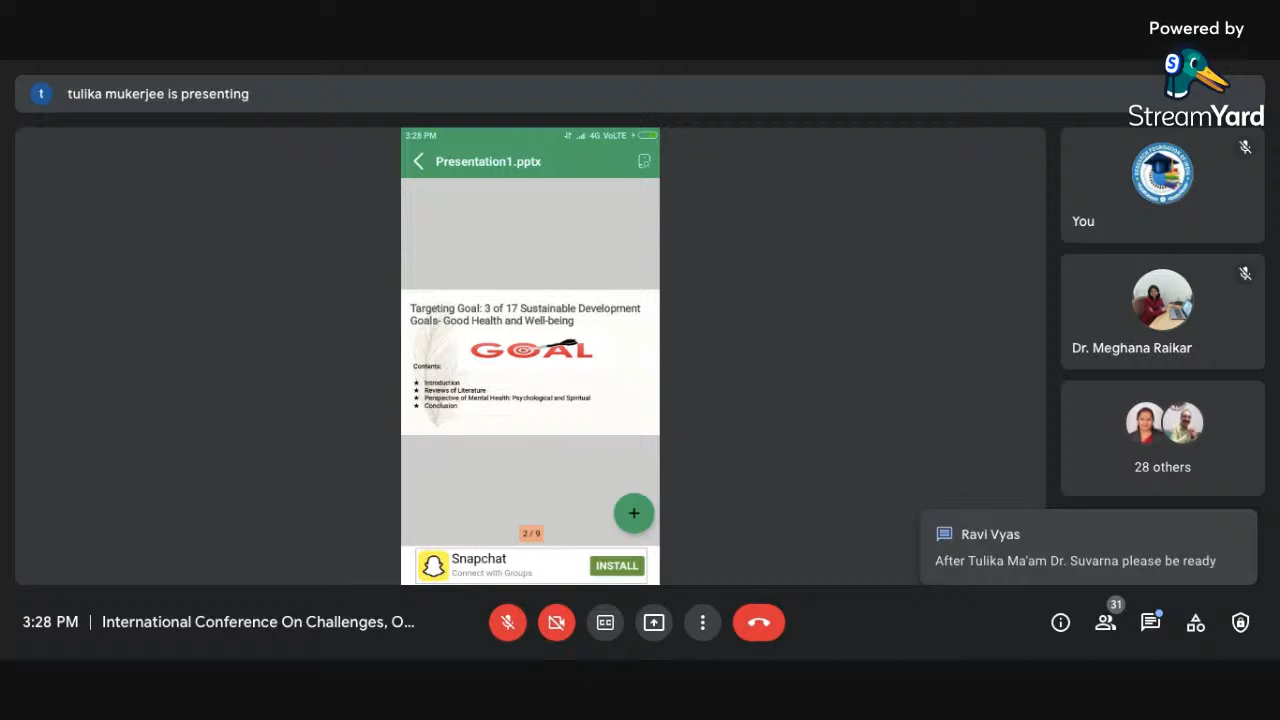 Powered by
StreamYard
t tulika mukerjee is presenting
3:28 PM 4G VoLTE
Presentation1.pptx
Targeting Goal: 3 of 17 Sustainable Development
Goals- Good Health and Well-being
GOAL
Contents:
★ Introduction
★ Reviews of Literature
★ Perspective of Mental Health: Psychological and Spiritual
★ Conclusion
2 / 9
Snapchat
Connect with Groups
INSTALL
You
Dr. Meghana Raikar
28 others
Ravi Vyas
After Tulika Ma'am Dr. Suvarna please be ready
3:28 PM | International Conference On Challenges, O...
31